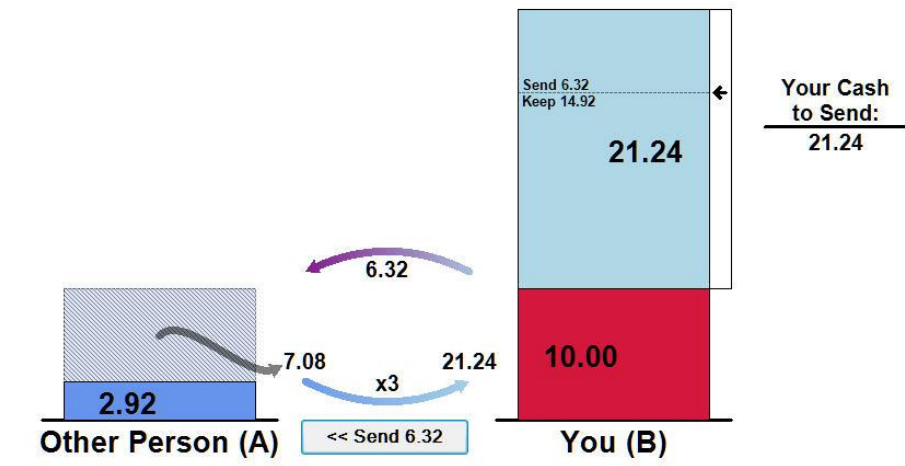 Send 6.32
Keep 14.92
21.24
Your Cash
to Send:
21.24
6.32
7.08
x3
21.24
10.00
2.92
Other Person (A)
<< Send 6.32
You (B)